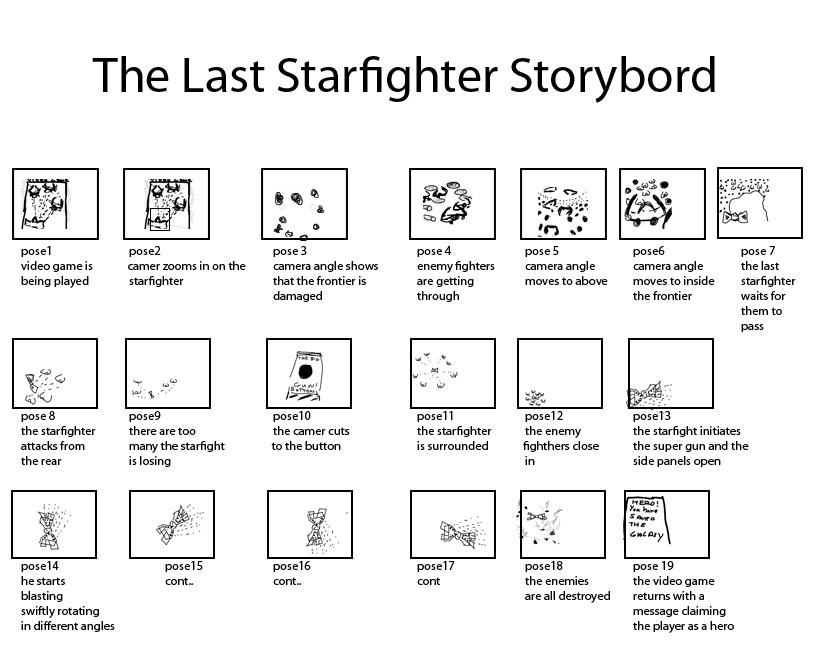 The Last Starfighter Storybord
pose1
video game is
being played
pose2
camer zooms in on the
starfighter
pose 3
camera angle shows
that the frontier is
damaged
pose 4
enemy fighters
are getting
through
pose 5
camera angle
moves to above
pose6
camera angle
moves to inside
the frontier
pose 7
the last
starfighter
waits for
them to
pass
pose 8
the starfighter
attacks from
the rear
pose9
there are too
many the starfight
is losing
THE BIG
GUN!
BUTTON!
pose10
the camer cuts
to the button
pose11
the starfighter
is surrounded
pose12
the enemy
fighthers close
in
pose13
the starfight initiates
the super gun and the
side panels open
pose14
he starts
blasting
swiftly rotating
in different angles
pose15
cont..
pose16
cont..
pose17
cont
pose18
the enemies
are all destroyed
HERO!
You have
SAVED
THE
GALAXY
pose 19
the video game
returns with a
message claiming
the player as a hero